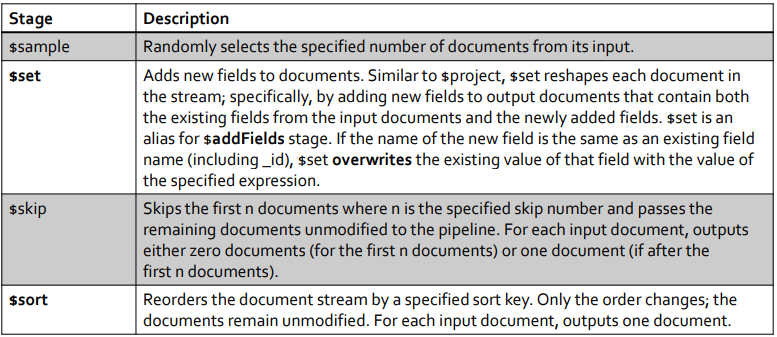 Stage Description
$sample Randomly selects the specified number of documents from its input.
$set Adds new fields to documents. Similar to $project, $set reshapes each document in
the stream; specifically, by adding new fields to output documents that contain both
the existing fields from the input documents and the newly added fields. $set is an
alias for $addFields stage. If the name of the new field is the same as an existing field
name (including _id), $set overwrites the existing value of that field with the value of
the specified expression.
$skip Skips the first n documents where n is the specified skip number and passes the
remaining documents unmodified to the pipeline. For each input document, outputs
either zero documents (for the first n documents) or one document (if after the
first n documents).
$sort Reorders the document stream by a specified sort key. Only the order changes; the
documents remain unmodified. For each input document, outputs one document.